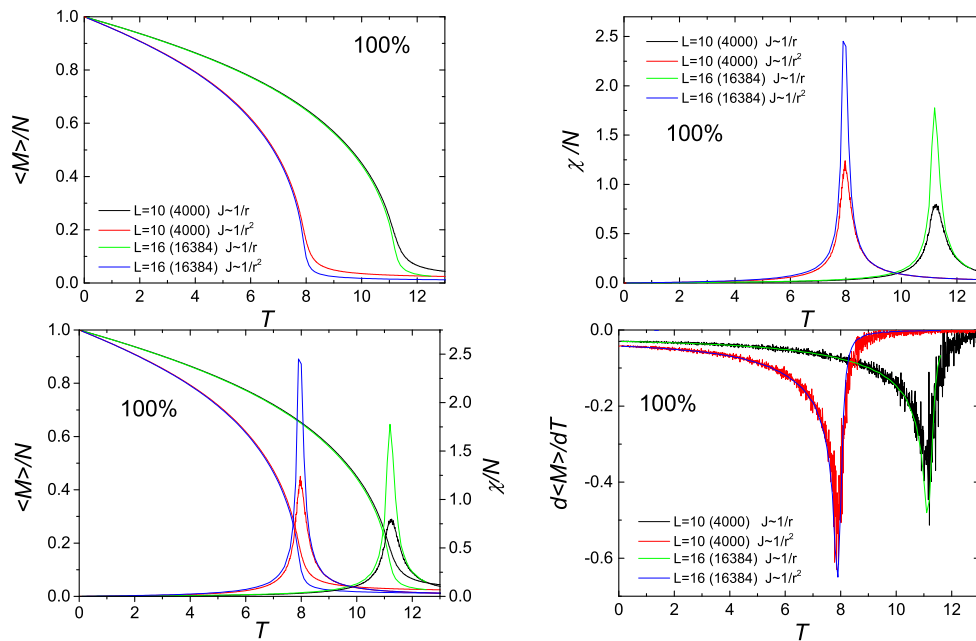 1.0
0.8
0.6
0.4
0.2
0.0
<M>/N
100%
L=10 (4000) J~1/r
L=10 (4000) J~1/r²
L=16 (16384) J~1/r
L=16 (16384) J~1/r²
0 2 4 6 8 10 12
T
2.5
2.0
1.5
1.0
0.5
0.0
χ/N
L=10 (4000) J~1/r
L=10 (4000) J~1/r²
L=16 (16384) J~1/r
L=16 (16384) J~1/r²
100%
0 2 4 6 8 10 12
T
1.0
0.8
0.6
0.4
0.2
0.0
<M>/N
100%
2.5
2.0
1.5
1.0
0.5
0.0
χ/N
0 2 4 6 8 10 12
T
0.0
-0.2
-0.4
-0.6
d<M>/dT
100%
L=10 (4000) J~1/r
L=10 (4000) J~1/r²
L=16 (16384) J~1/r
L=16 (16384) J~1/r²
0 2 4 6 8 10 12
T